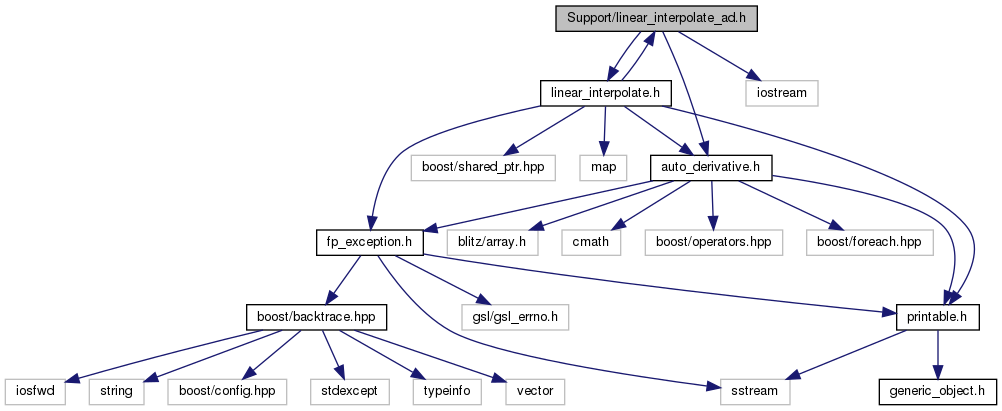 Support/linear_interpolate_ad.h
linear_interpolate.h
iostream
boost/shared_ptr.hpp
map
auto_derivative.h
fp_exception.h
blitz/array.h
cmath
boost/operators.hpp
boost/foreach.hpp
boost/backtrace.hpp
gsl/gsl_errno.h
printable.h
iosfwd
string
boost/config.hpp
stdexcept
typeinfo
vector
sstream
generic_object.h